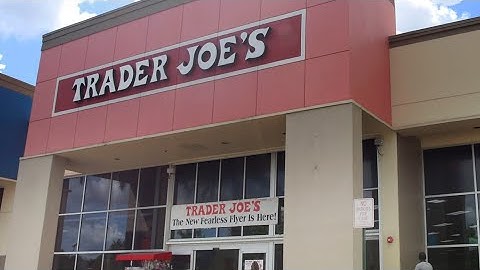 TRADER JOE'S
TRADER JOE'S
The New Fearless Flyer is Here!